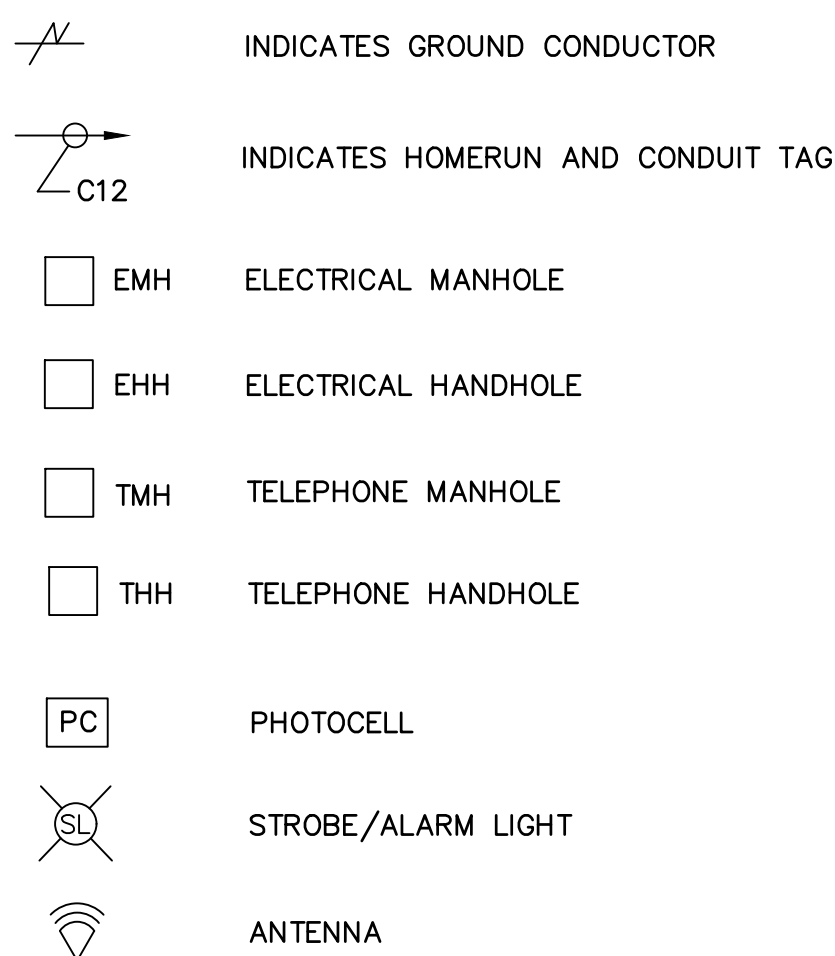 INDICATES GROUND CONDUCTOR
INDICATES HOMERUN AND CONDUIT TAG
C12
EMH ELECTRICAL MANHOLE
EHH ELECTRICAL HANDHOLE
TMH TELEPHONE MANHOLE
THH TELEPHONE HANDHOLE
PC PHOTOCELL
SL STROBE/ALARM LIGHT
ANTENNA